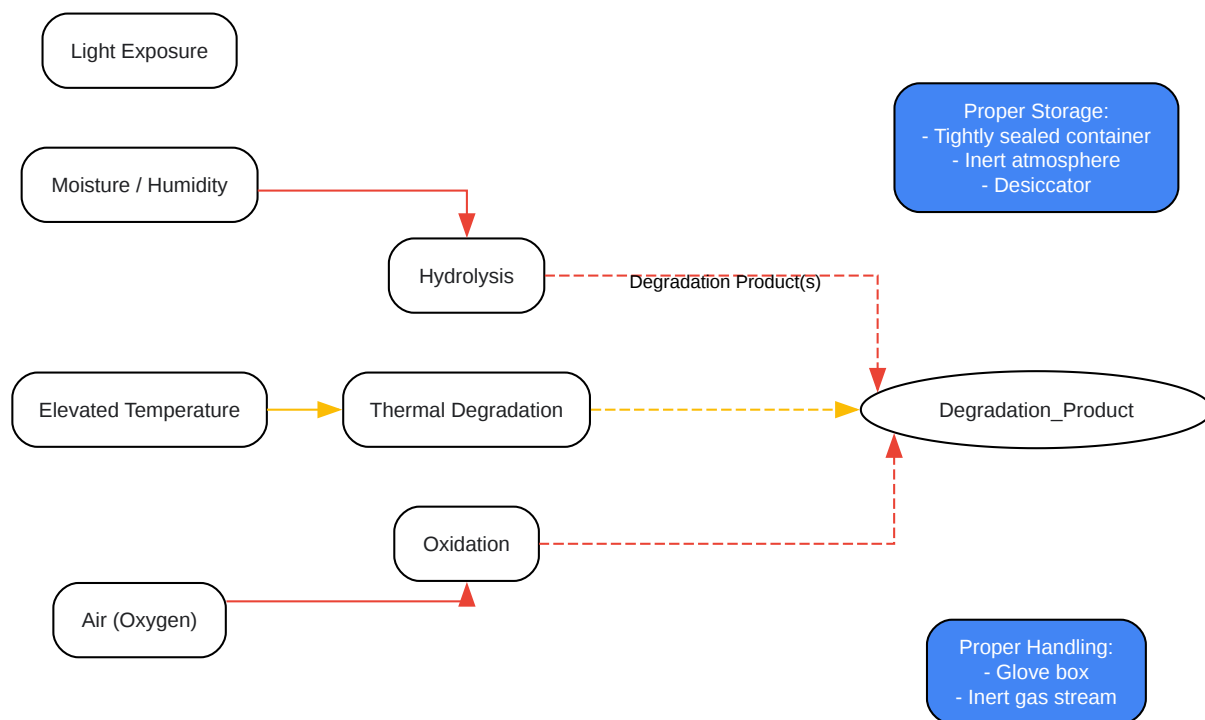 Light Exposure
Proper Storage:
- Tightly sealed container
- Inert atmosphere
- Desiccator
Moisture / Humidity
Hydrolysis
Degradation Product(s)
Elevated Temperature
Thermal Degradation
Degradation_Product
Oxidation
Air (Oxygen)
Proper Handling:
- Glove box
- Inert gas stream